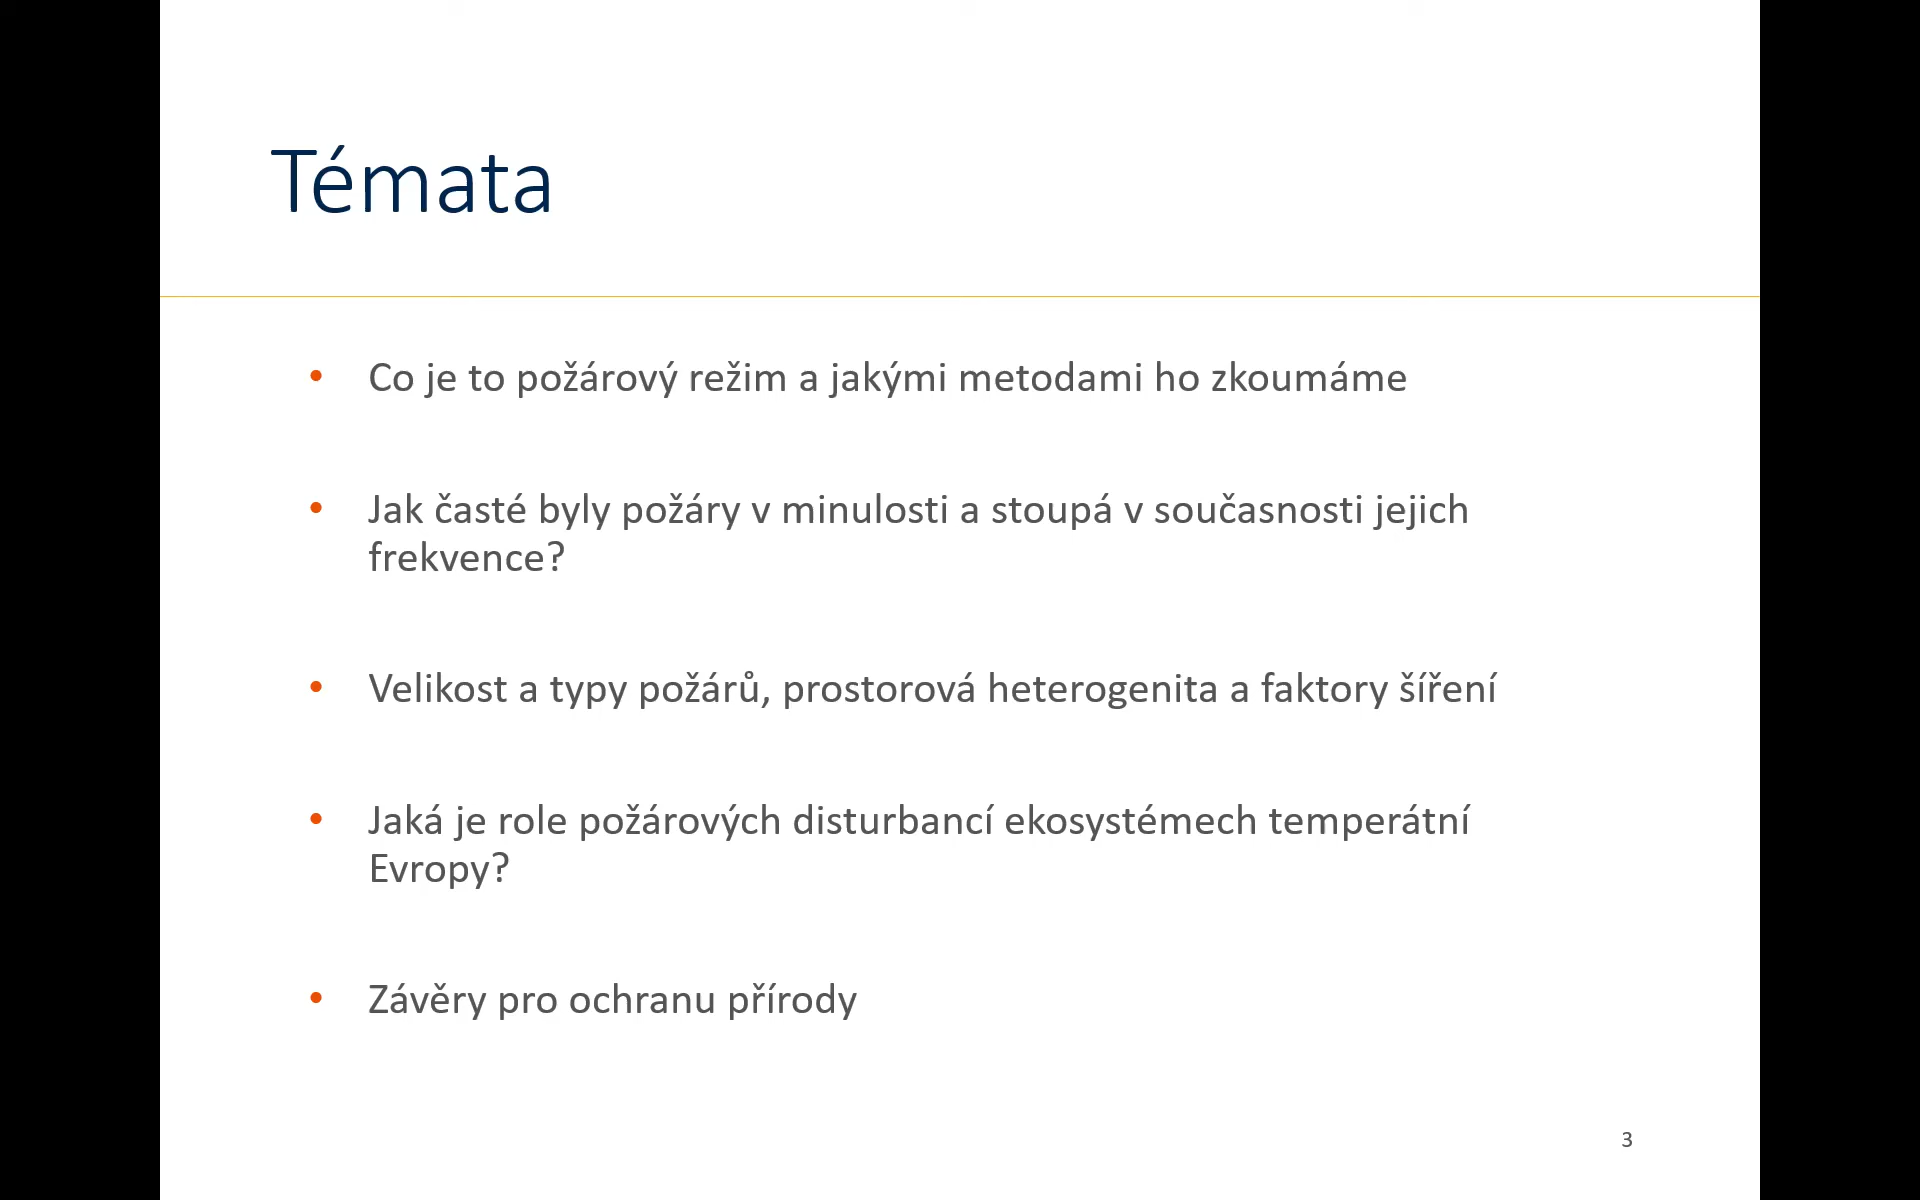 Témata
• Co je to požárový režim a jakými metodami ho zkoumáme
• Jak časté byly požáry v minulosti a stoupá v současnosti jejich
frekvence?
• Velikost a typy požárů, prostorová heterogenita a faktory šíření
• Jaká je role požárových disturbancí ekosystémech temperátní
Evropy?
• Závěry pro ochranu přírody
3